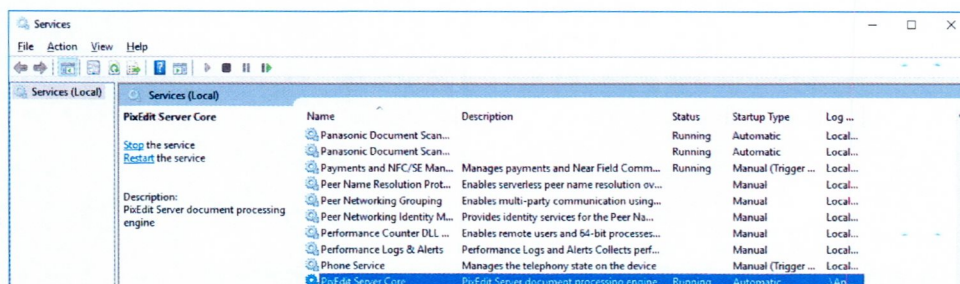 Services
File Action View Help
Services (Local)
Services (Local)
PixEdit Server Core
Stop the service
Restart the service
Description:
PixEdit Server document processing
engine
Name Description Status Startup Type Log ...
Panasonic Document Scan... Running Automatic Local...
Panasonic Document Scan... Running Automatic Local...
Payments and NFC/SE Man... Manages payments and Near Field Comm... Running Manual (Trigger ... Local...
Peer Name Resolution Prot... Enables serverless peer name resolution ov... Manual Local...
Peer Networking Grouping Enables multi-party communication using... Manual Local...
Peer Networking Identity M... Provides identity services for the Peer Na... Manual Local...
Performance Counter DLL ... Enables remote users and 64-bit processes... Manual Local...
Performance Logs & Alerts Performance Logs and Alerts Collects perf... Manual Local...
Phone Service Manages the telephony state on the device Manual (Trigger ... Local...
PixEdit Server Core PixEdit Server document processing engine Running Automatic